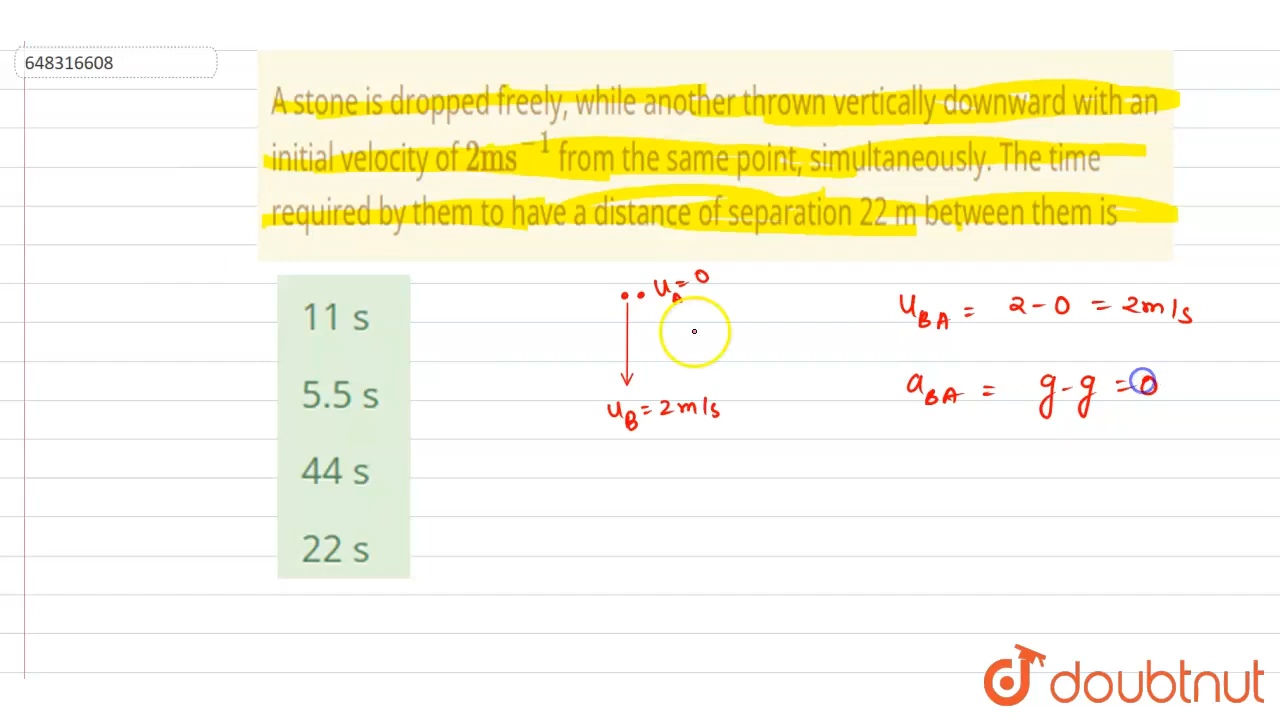 648316608
A stone is dropped freely, while another thrown vertically downward with an
initial velocity of 2ms⁻¹ from the same point, simultaneously. The time
required by them to have a distance of separation 22 m between them is
11 s
5.5 s
44 s
22 s
u_A = 0
u_B = 2m/s
u_BA = 2 - 0 = 2m/s
a_BA = g - g = 0
doubtnut